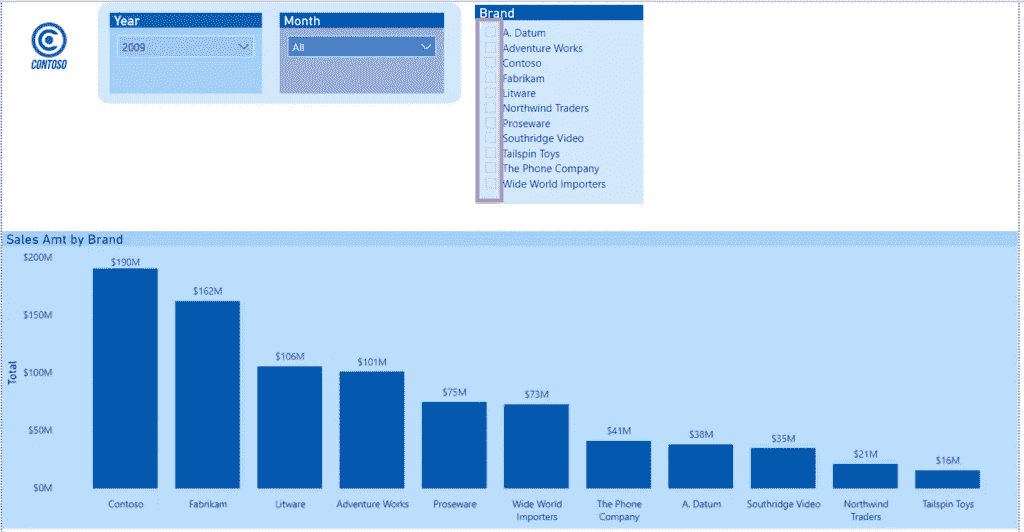 CONTOSO
Year
2009
Month
All
Brand
A. Datum
Adventure Works
Contoso
Fabrikam
Litware
Northwind Traders
Proseware
Southridge Video
Tailspin Toys
The Phone Company
Wide World Importers
Sales Amt by Brand
Total
$200M
$150M
$100M
$50M
$0M
$190M
$162M
$106M
$101M
$75M
$73M
$41M
$38M
$35M
$21M
$16M
Contoso
Fabrikam
Litware
Adventure Works
Proseware
Wide World
Importers
The Phone
Company
A. Datum
Southridge Video
Northwind
Traders
Tailspin Toys